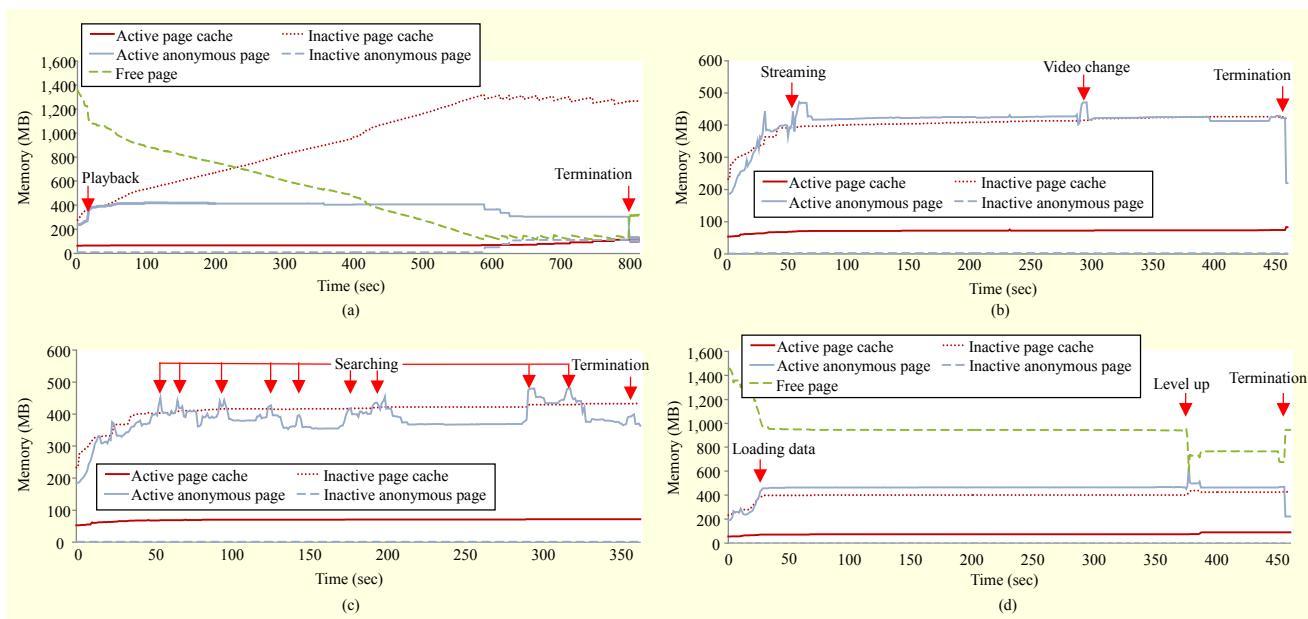 Active page cache
Inactive page cache
Active anonymous page
Inactive anonymous page
Free page
Memory (MB)
1,600
1,400
1,200
1,000
800
600
400
200
0
Playback
Termination
0 100 200 300 400 500 600 700 800
Time (sec)
(a)
Memory (MB)
600
500
400
300
200
100
0
Streaming
Video change
Termination
Active page cache
Inactive page cache
Active anonymous page
Inactive anonymous page
0 50 100 150 200 250 300 350 400 450
Time (sec)
(b)
Memory (MB)
600
500
400
300
200
100
0
Searching
Termination
Active page cache
Inactive page cache
Active anonymous page
Inactive anonymous page
0 50 100 150 200 250 300 350
Time (sec)
(c)
Active page cache
Inactive page cache
Active anonymous page
Inactive anonymous page
Free page
Memory (MB)
1,600
1,400
1,200
1,000
800
600
400
200
0
Loading data
Level up
Termination
0 50 100 150 200 250 300 350 400 450
Time (sec)
(d)